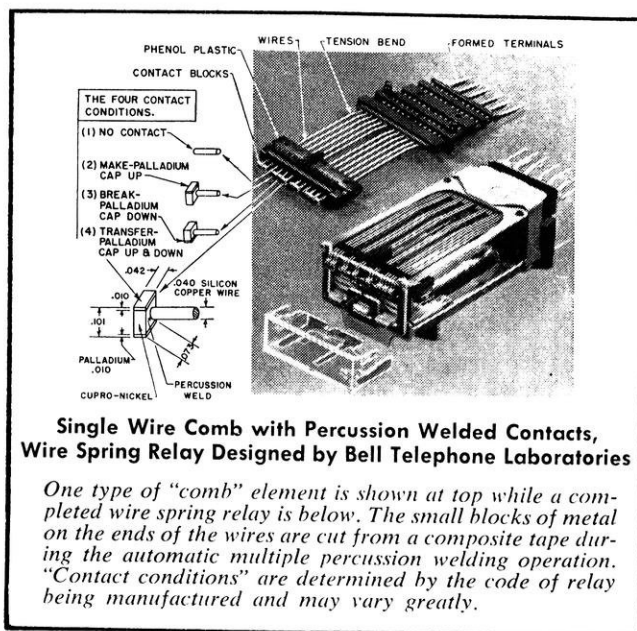 WIRES
TENSION BEND
FORMED TERMINALS
PHENOL PLASTIC
CONTACT BLOCKS
THE FOUR CONTACT
CONDITIONS.
(1) NO CONTACT
(2) MAKE-PALLADIUM
CAP UP
(3) BREAK-
PALLADIUM
CAP DOWN
(4) TRANSFER-
PALLADIUM
CAP UP & DOWN
.042
.040 SILICON
COPPER WIRE
.010
.101
.073
PALLADIUM
.010
PERCUSSION
WELD
CUPRO-NICKEL
Single Wire Comb with Percussion Welded Contacts,
Wire Spring Relay Designed by Bell Telephone Laboratories
One type of “comb” element is shown at top while a com-
pleted wire spring relay is below. The small blocks of metal
on the ends of the wires are cut from a composite tape dur-
ing the automatic multiple percussion welding operation.
“Contact conditions” are determined by the code of relay
being manufactured and may vary greatly.